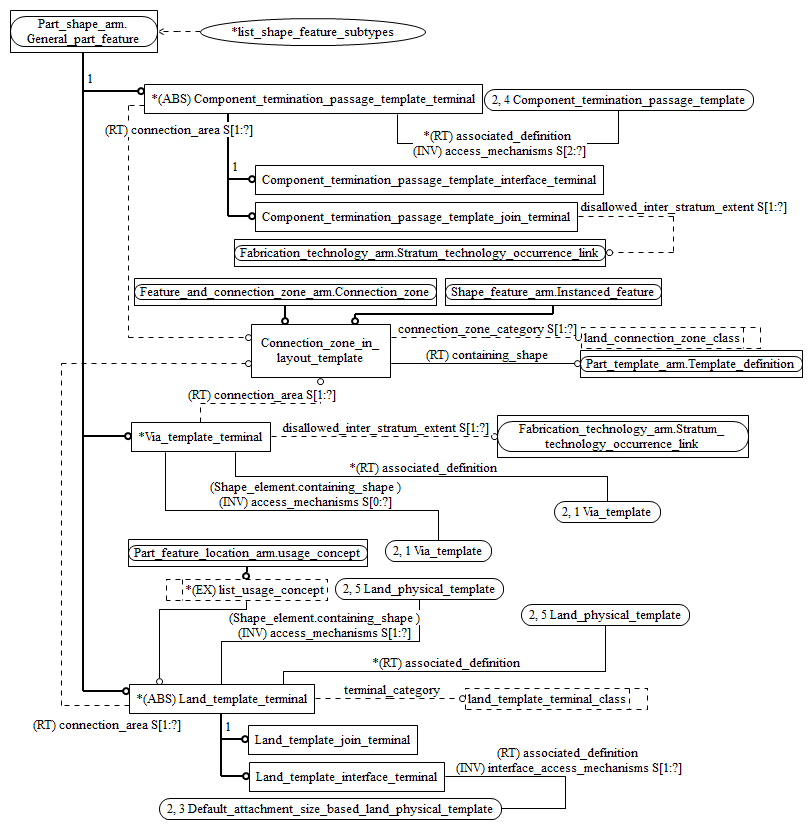 Part_shape_arm.
General_part_feature
*list_shape_feature_subtypes
1
*(ABS) Component_termination_passage_template_terminal
2, 4 Component_termination_passage_template
(RT) connection_area S[1:?]
*(RT) associated_definition
(INV) access_mechanisms S[2:?]
1
Component_termination_passage_template_interface_terminal
Component_termination_passage_template_join_terminal
disallowed_inter_stratum_extent S[1:?]
Fabrication_technology_arm.Stratum_technology_occurrence_link
Feature_and_connection_zone_arm.Connection_zone
Shape_feature_arm.Instanced_feature
Connection_zone_in_
layout_template
connection_zone_category S[1:?]
land_connection_zone_class
(RT) containing_shape
Part_template_arm.Template_definition
(RT) connection_area S[1:?]
*Via_template_terminal
disallowed_inter_stratum_extent S[1:?]
Fabrication_technology_arm.Stratum_
technology_occurrence_link
*(RT) associated_definition
(Shape_element.containing_shape )
(INV) access_mechanisms S[0:?]
2, 1 Via_template
2, 1 Via_template
Part_feature_location_arm.usage_concept
*(EX) list_usage_concept
2, 5 Land_physical_template
2, 5 Land_physical_template
(Shape_element.containing_shape )
(INV) access_mechanisms S[1:?]
*(RT) associated_definition
*(ABS) Land_template_terminal
terminal_category
land_template_terminal_class
(RT) connection_area S[1:?]
1
Land_template_join_terminal
Land_template_interface_terminal
(RT) associated_definition
(INV) interface_access_mechanisms S[1:?]
2, 3 Default_attachment_size_based_land_physical_template